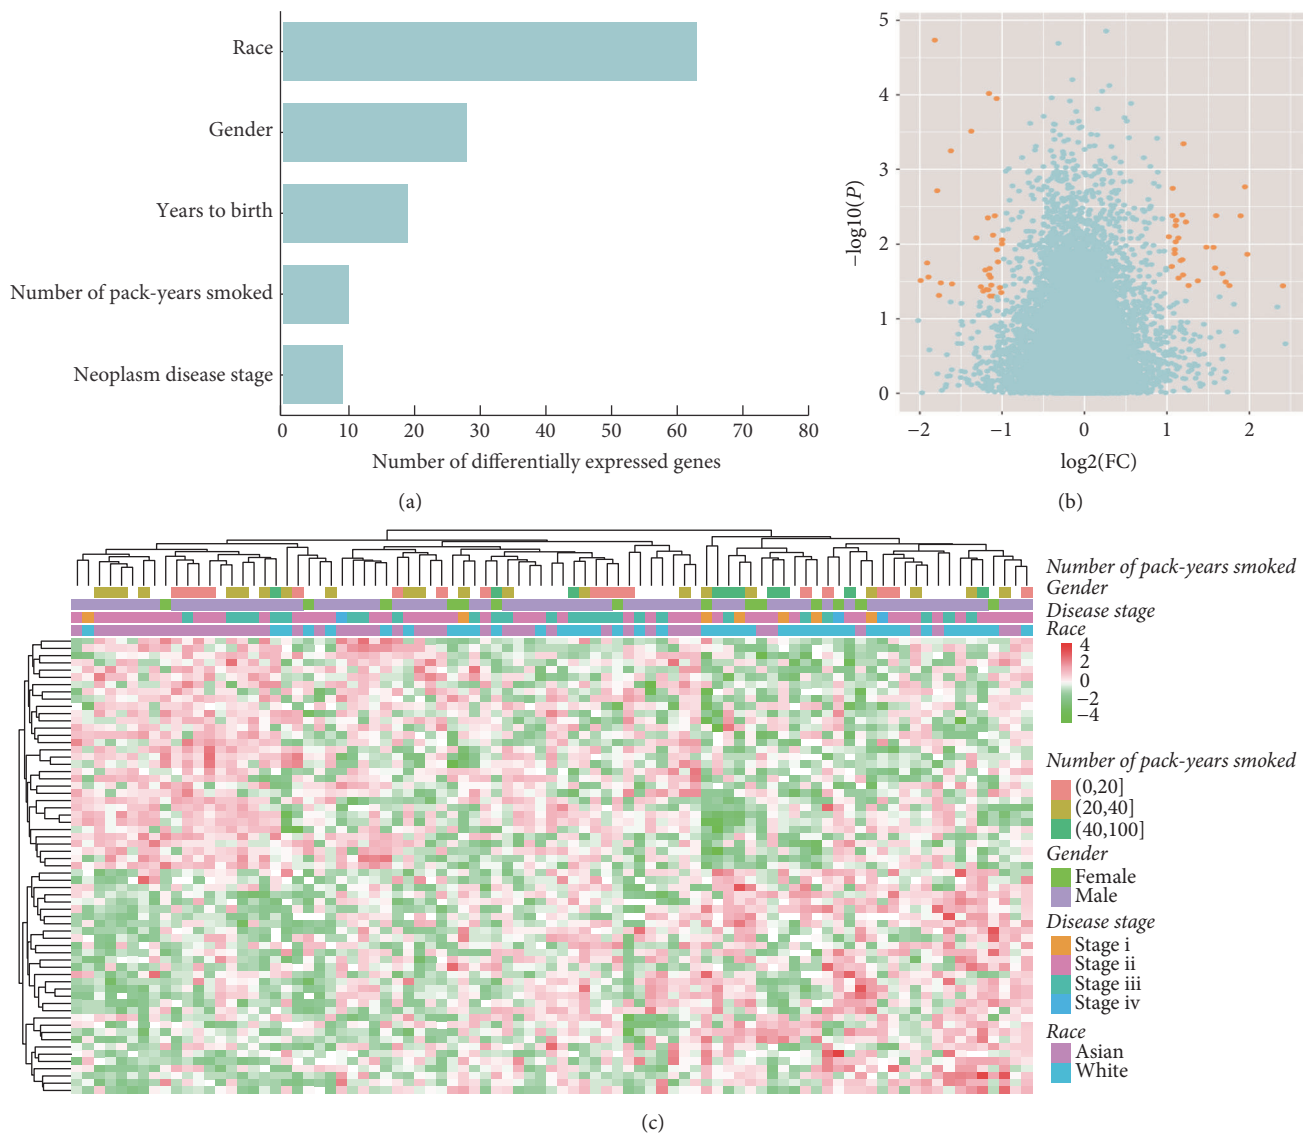 Race
Gender
Years to birth
Number of pack-years smoked
Neoplasm disease stage
0 10 20 30 40 50 60 70 80
Number of differentially expressed genes
(a)
5
4
3
2
1
0
−log10(P)
−2 −1 0 1 2
log2(FC)
(b)
Number of pack-years smoked
Gender
Disease stage
Race
4
2
0
−2
−4
Number of pack-years smoked
(0,20]
(20,40]
(40,100]
Gender
Female
Male
Disease stage
Stage i
Stage ii
Stage iii
Stage iv
Race
Asian
White
(c)